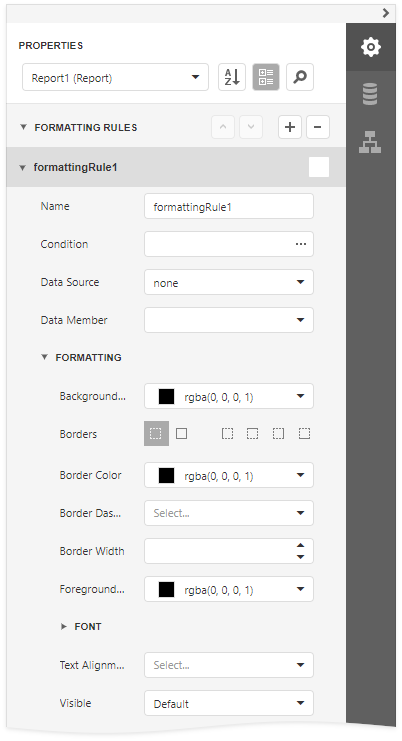 PROPERTIES
Report1 (Report)
A
Z
FORMATTING RULES
formattingRule1
Name formattingRule1
Condition ...
Data Source none
Data Member
FORMATTING
Background... rgba(0, 0, 0, 1)
Borders
Border Color rgba(0, 0, 0, 1)
Border Das... Select...
Border Width
Foreground... rgba(0, 0, 0, 1)
FONT
Text Alignm... Select...
Visible Default